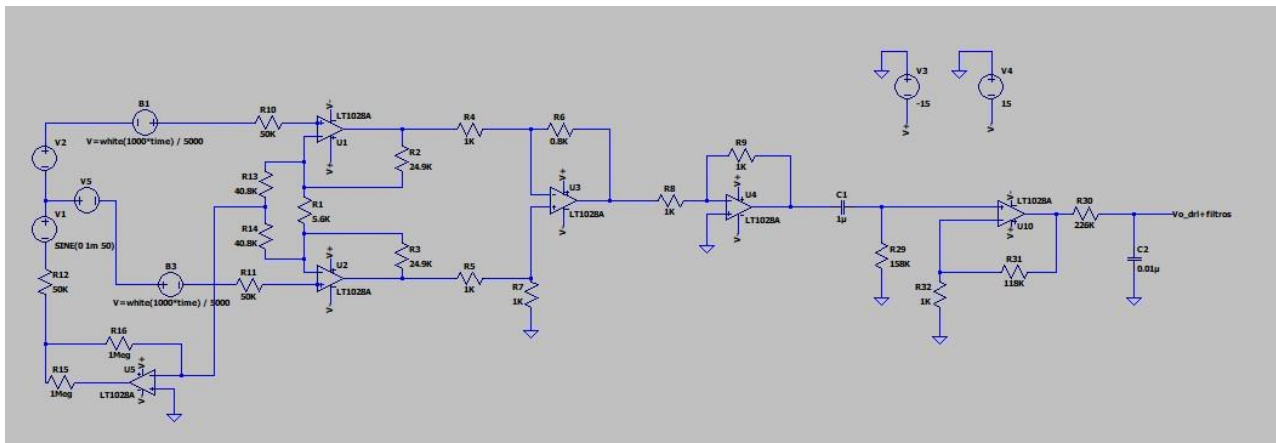 V3
-15
V+
V4
15
V-
B1
V=white(1000*time) / 5000
R10
50K
V-
LT1028A
U1
V+
V2
V5
V1
SINE(0 1m 50)
R12
50K
B3
V=white(1000*time) / 5000
R11
50K
R13
40.8K
R14
40.8K
R1
5.6K
R2
24.9K
R3
24.9K
V+
U2
LT1028A
V-
R4
1K
R5
1K
R6
0.8K
R7
1K
V+
U3
LT1028A
V-
R8
1K
R9
1K
V+
U4
LT1028A
V-
C1
1µ
R29
158K
V-
LT1028A
U10
V+
R30
226K
R31
118K
R32
1K
C2
0.01µ
Vo_drl+filtros
R16
1Meg
R15
1Meg
U5
V+
LT1028A
V-